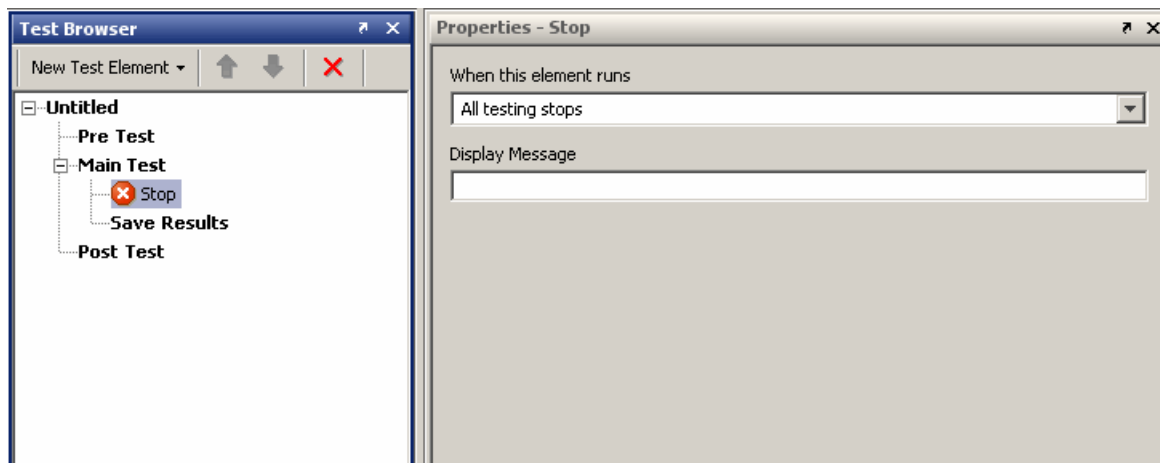 Test Browser
New Test Element
Untitled
Pre Test
Main Test
Stop
Save Results
Post Test
Properties - Stop
When this element runs
All testing stops
Display Message